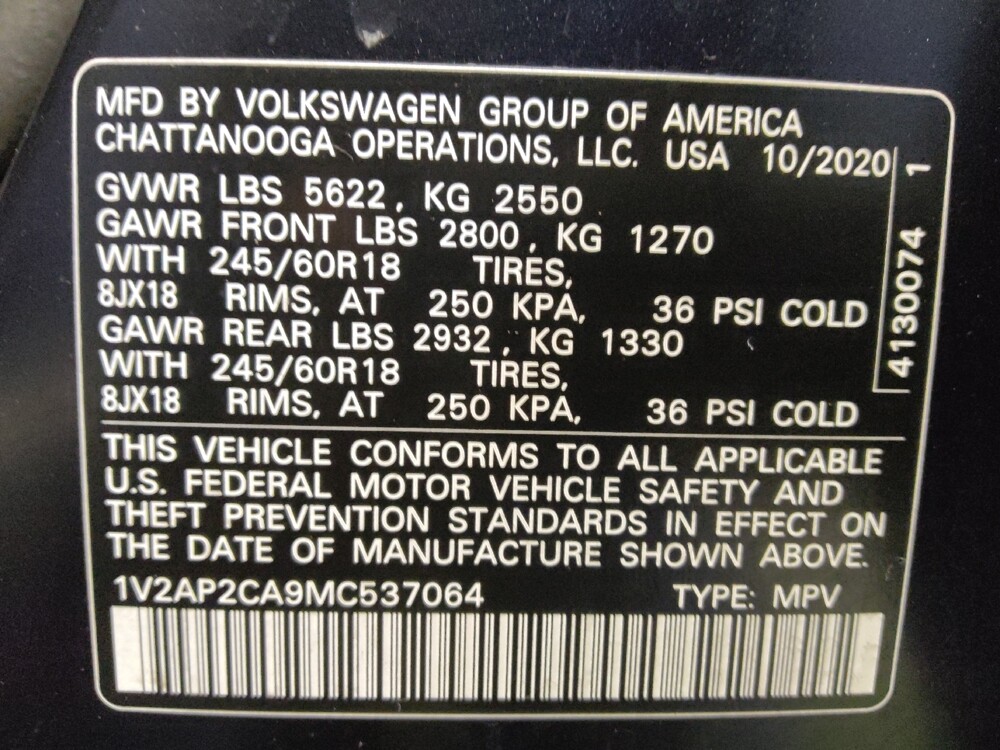 MFD BY VOLKSWAGEN GROUP OF AMERICA
CHATTANOOGA OPERATIONS, LLC. USA 10/2020
GVWR LBS 5622, KG 2550
GAWR FRONT LBS 2800, KG 1270
WITH 245/60R18 TIRES,
8JX18 RIMS, AT 250 KPA, 36 PSI COLD
GAWR REAR LBS 2932, KG 1330
WITH 245/60R18 TIRES,
8JX18 RIMS, AT 250 KPA, 36 PSI COLD
4130074 1
THIS VEHICLE CONFORMS TO ALL APPLICABLE
U.S. FEDERAL MOTOR VEHICLE SAFETY AND
THEFT PREVENTION STANDARDS IN EFFECT ON
THE DATE OF MANUFACTURE SHOWN ABOVE.
1V2AP2CA9MC537064 TYPE: MPV